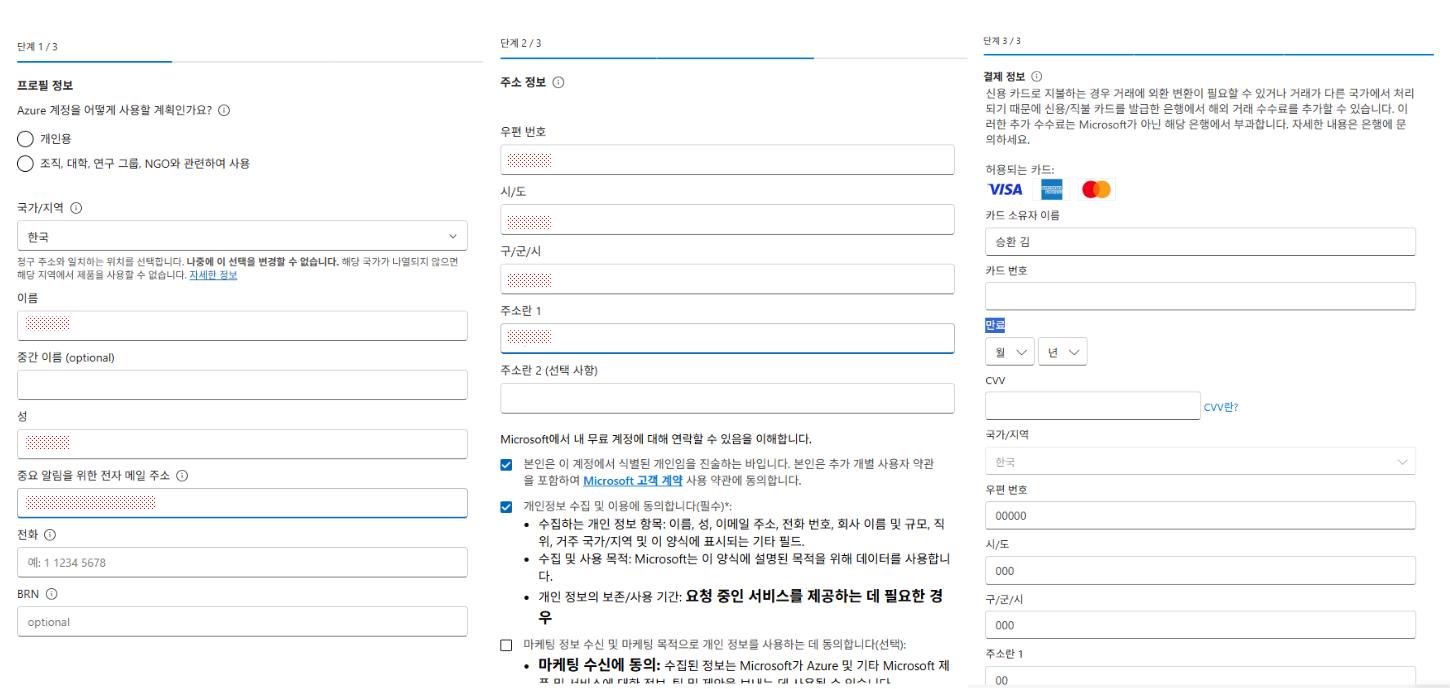 단계 1 / 3
프로필 정보
Azure 계정을 어떻게 사용할 계획인가요?
개인용
조직, 대학, 연구 그룹, NGO와 관련하여 사용
국가/지역
한국
청구 주소와 일치하는 위치를 선택합니다. 나중에 이 선택을 변경할 수 없습니다. 해당 국가가 나열되지 않으면
해당 지역에서 제품을 사용할 수 없습니다. 자세한 정보
이름
중간 이름 (optional)
성
중요 알림을 위한 전자 메일 주소
전화
예: 1 1234 5678
BRN
optional
단계 2 / 3
주소 정보
우편 번호
시/도
구/군/시
주소란 1
주소란 2 (선택 사항)
Microsoft에서 내 무료 계정에 대해 연락할 수 있음을 이해합니다.
본인은 이 계정에서 식별된 개인임을 진술하는 바입니다. 본인은 추가 개별 사용자 약관
을 포함하여 Microsoft 고객 계약 사용 약관에 동의합니다.
개인정보 수집 및 이용에 동의합니다(필수)*:
• 수집하는 개인 정보 항목: 이름, 성, 이메일 주소, 전화 번호, 회사 이름 및 규모, 직
위, 거주 국가/지역 및 이 양식에 표시되는 기타 필드.
• 수집 및 사용 목적: Microsoft는 이 양식에 설명된 목적을 위해 데이터를 사용합니
다.
• 개인 정보의 보존/사용 기간: 요청 중인 서비스를 제공하는 데 필요한 경
우
마케팅 정보 수신 및 마케팅 목적으로 개인 정보를 사용하는 데 동의합니다(선택):
• 마케팅 수신에 동의: 수집된 정보는 Microsoft가 Azure 및 기타 Microsoft 제
품 및 서비스에 대한 정보, 팁 및 제안을 보내는 데 사용될 수 있습니다.
단계 3 / 3
결제 정보
신용 카드로 지불하는 경우 거래에 외환 변환이 필요할 수 있거나 거래가 다른 국가에서 처리
되기 때문에 신용/직불 카드를 발급한 은행에서 해외 거래 수수료를 추가할 수 있습니다. 이
러한 추가 수수료는 Microsoft가 아닌 해당 은행에서 부과합니다. 자세한 내용은 은행에 문
의하세요.
허용되는 카드:
VISA
카드 소유자 이름
승환 김
카드 번호
만료
월 년
CVV
CVV란?
국가/지역
한국
우편 번호
00000
시/도
000
구/군/시
000
주소란 1
00